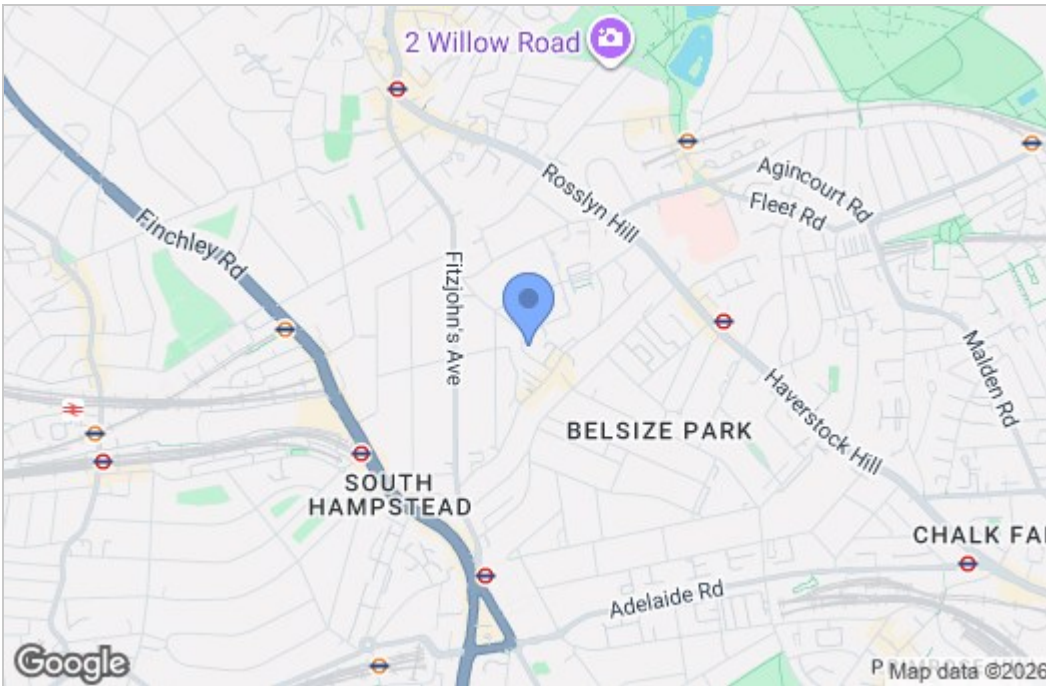 2 Willow Road
Agincourt Rd
Fleet Rd
Rosslyn Hill
Finchley Rd
Fitzjohn's Ave
Malden Rd
Haverstock Hill
BELSIZE PARK
SOUTH
HAMPSTEAD
CHALK FA
Adelaide Rd
Google
Map data ©2026